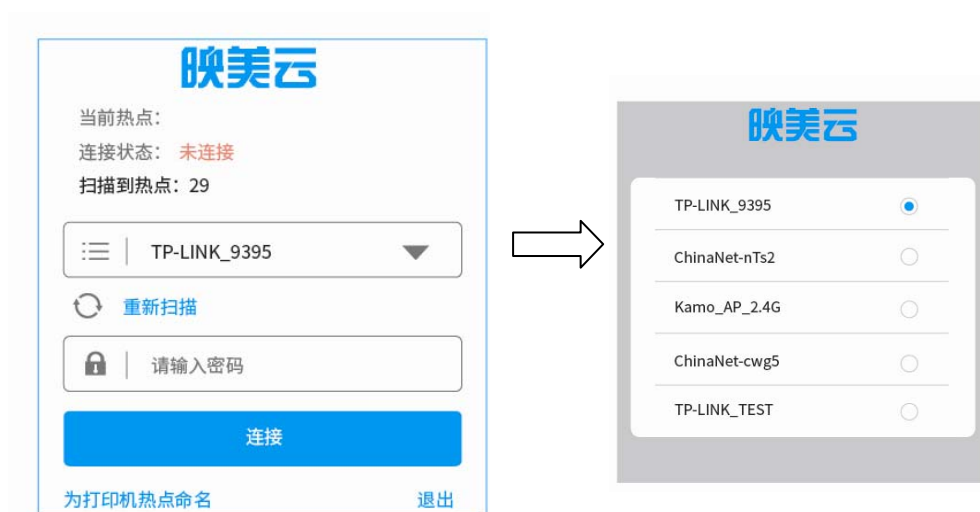 映美云
当前热点：
连接状态： 未连接
扫描到热点：29
TP-LINK_9395
重新扫描
请输入密码
连接
为打印机热点命名 退出
映美云
TP-LINK_9395
ChinaNet-nTs2
Kamo_AP_2.4G
ChinaNet-cwg5
TP-LINK_TEST